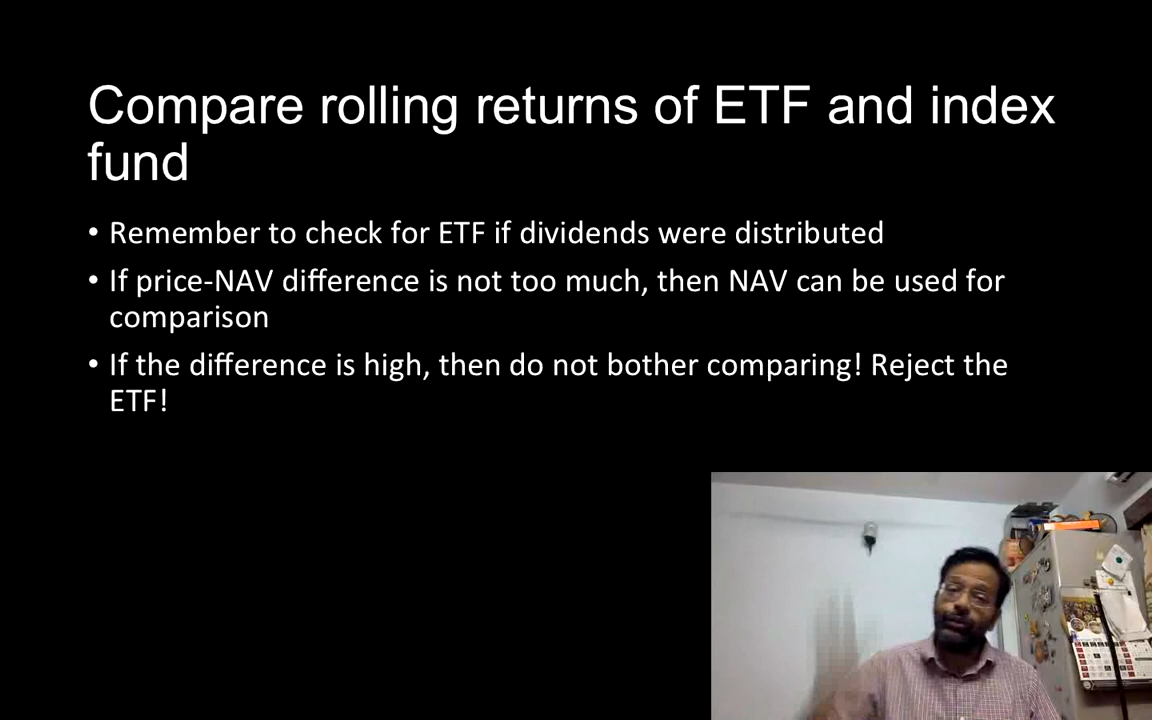 Compare rolling returns of ETF and index
fund
• Remember to check for ETF if dividends were distributed
• If price-NAV difference is not too much, then NAV can be used for
comparison
• If the difference is high, then do not bother comparing! Reject the
ETF!